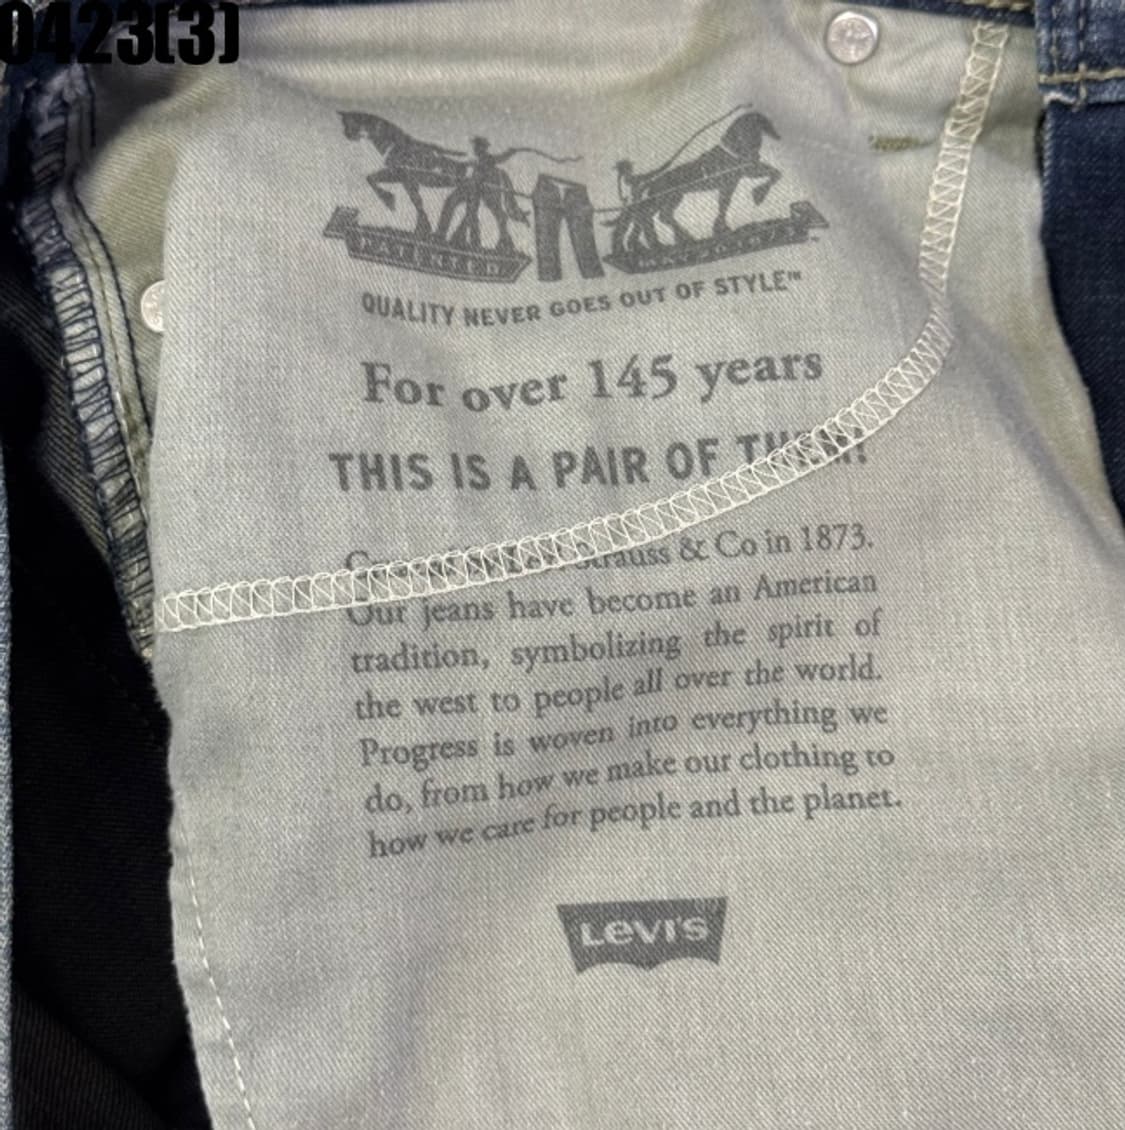 0423(3)
PATENTED
QUALITY NEVER GOES OUT OF STYLE™
For over 145 years
THIS IS A PAIR OF
Strauss & Co in 1873.
Our jeans have become an American
tradition, symbolizing the spirit of
the west to people all over the world.
Progress is woven into everything we
do, from how we make our clothing to
how we care for people and the planet.
LEVI'S